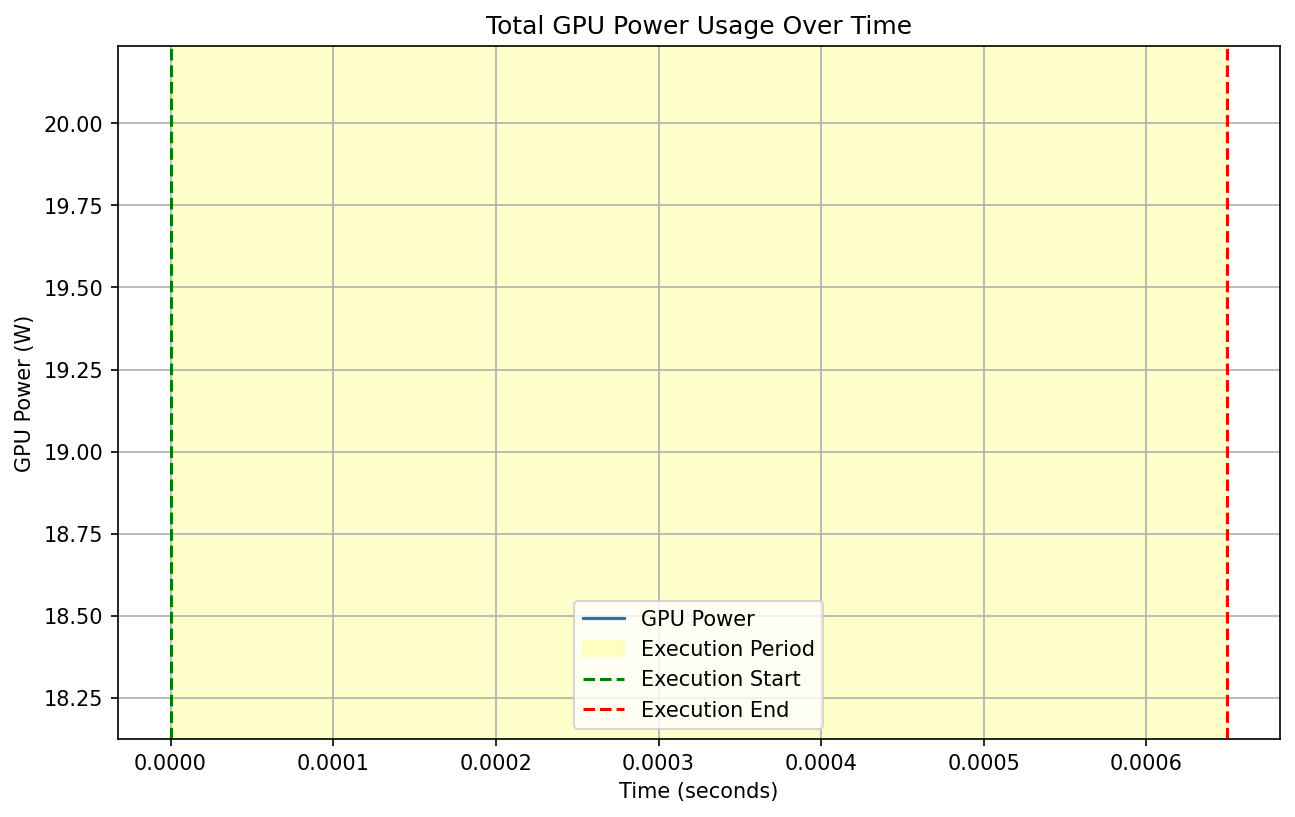 Total GPU Power Usage Over Time
GPU Power (W)
20.00
19.75
19.50
19.25
19.00
18.75
18.50
18.25
GPU Power
Execution Period
Execution Start
Execution End
0.0000 0.0001 0.0002 0.0003 0.0004 0.0005 0.0006
Time (seconds)